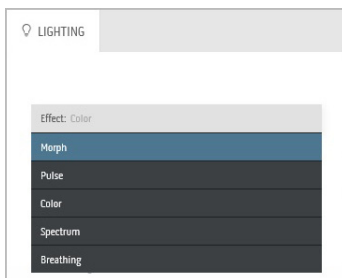 LIGHTING
Effect: Color
Morph
Pulse
Color
Spectrum
Breathing